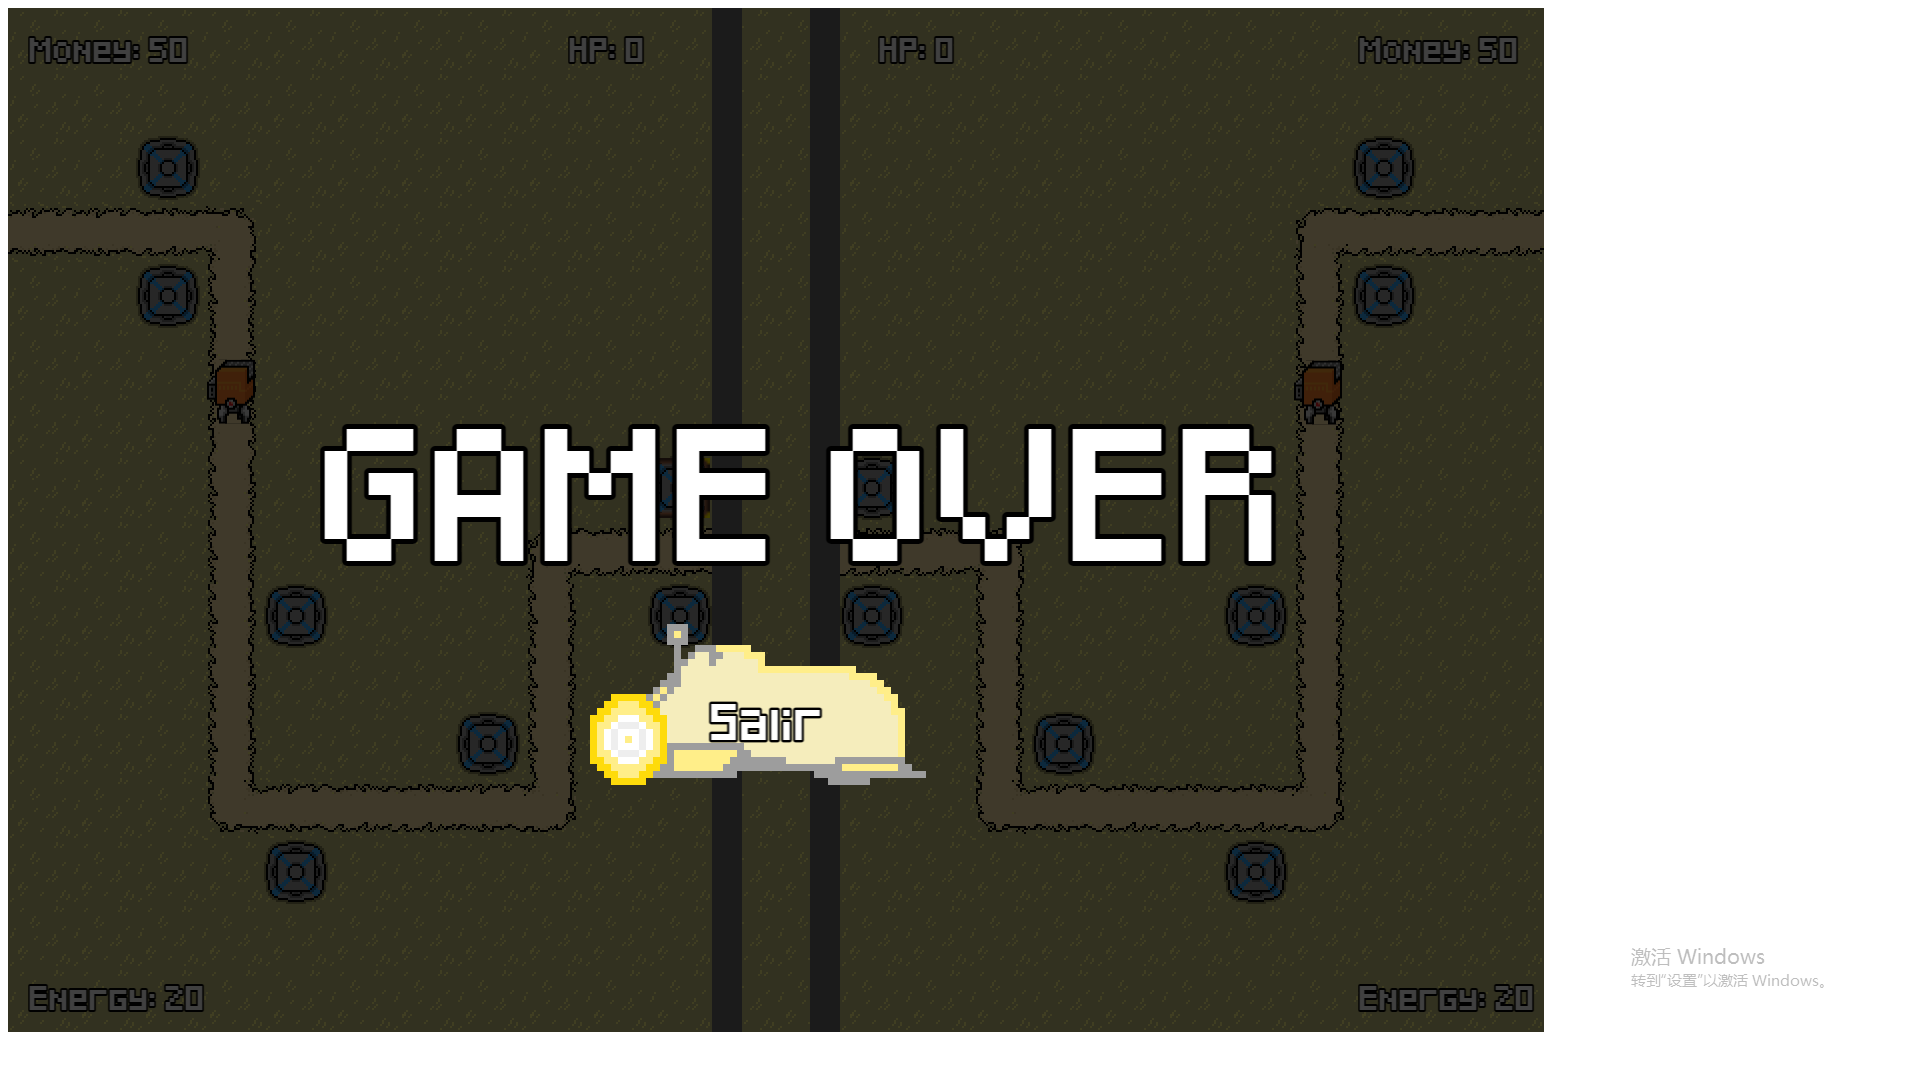 Money: 50
HP: 0
HP: 0
Money: 50
GAME OVER
Salir
激活 Windows
转到“设置”以激活 Windows。
Energy: 20
Energy: 20